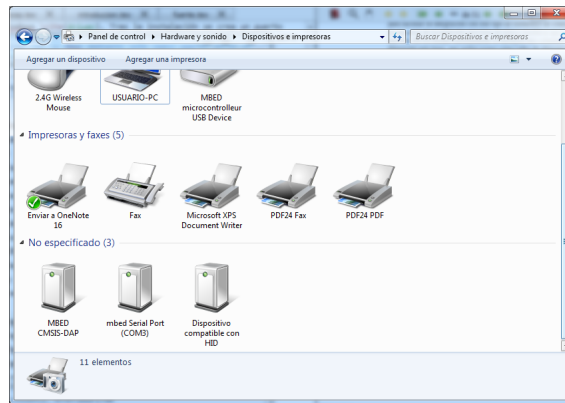 Panel de control ▸ Hardware y sonido ▸ Dispositivos e impresoras
Buscar Dispositivos e impresoras
Agregar un dispositivo Agregar una impresora
2.4G Wireless
Mouse
USUARIO-PC
MBED
microcontrolleur
USB Device
Impresoras y faxes (5)
Enviar a OneNote
16
Fax
Microsoft XPS
Document Writer
PDF24 Fax
PDF24 PDF
No especificado (3)
MBED
CMSIS-DAP
mbed Serial Port
(COM3)
Dispositivo
compatible con
HID
11 elementos